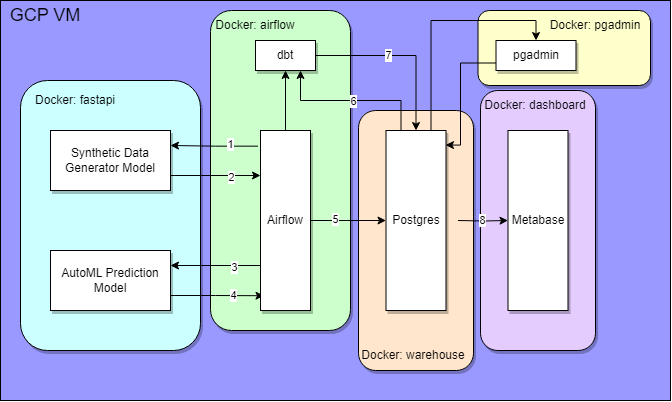 GCP VM
Docker: airflow
Docker: pgadmin
dbt
7
pgadmin
Docker: fastapi
6
Docker: dashboard
Synthetic Data
Generator Model
1
2
Airflow
5
Postgres
8
Metabase
AutoML Prediction
Model
3
4
Docker: warehouse